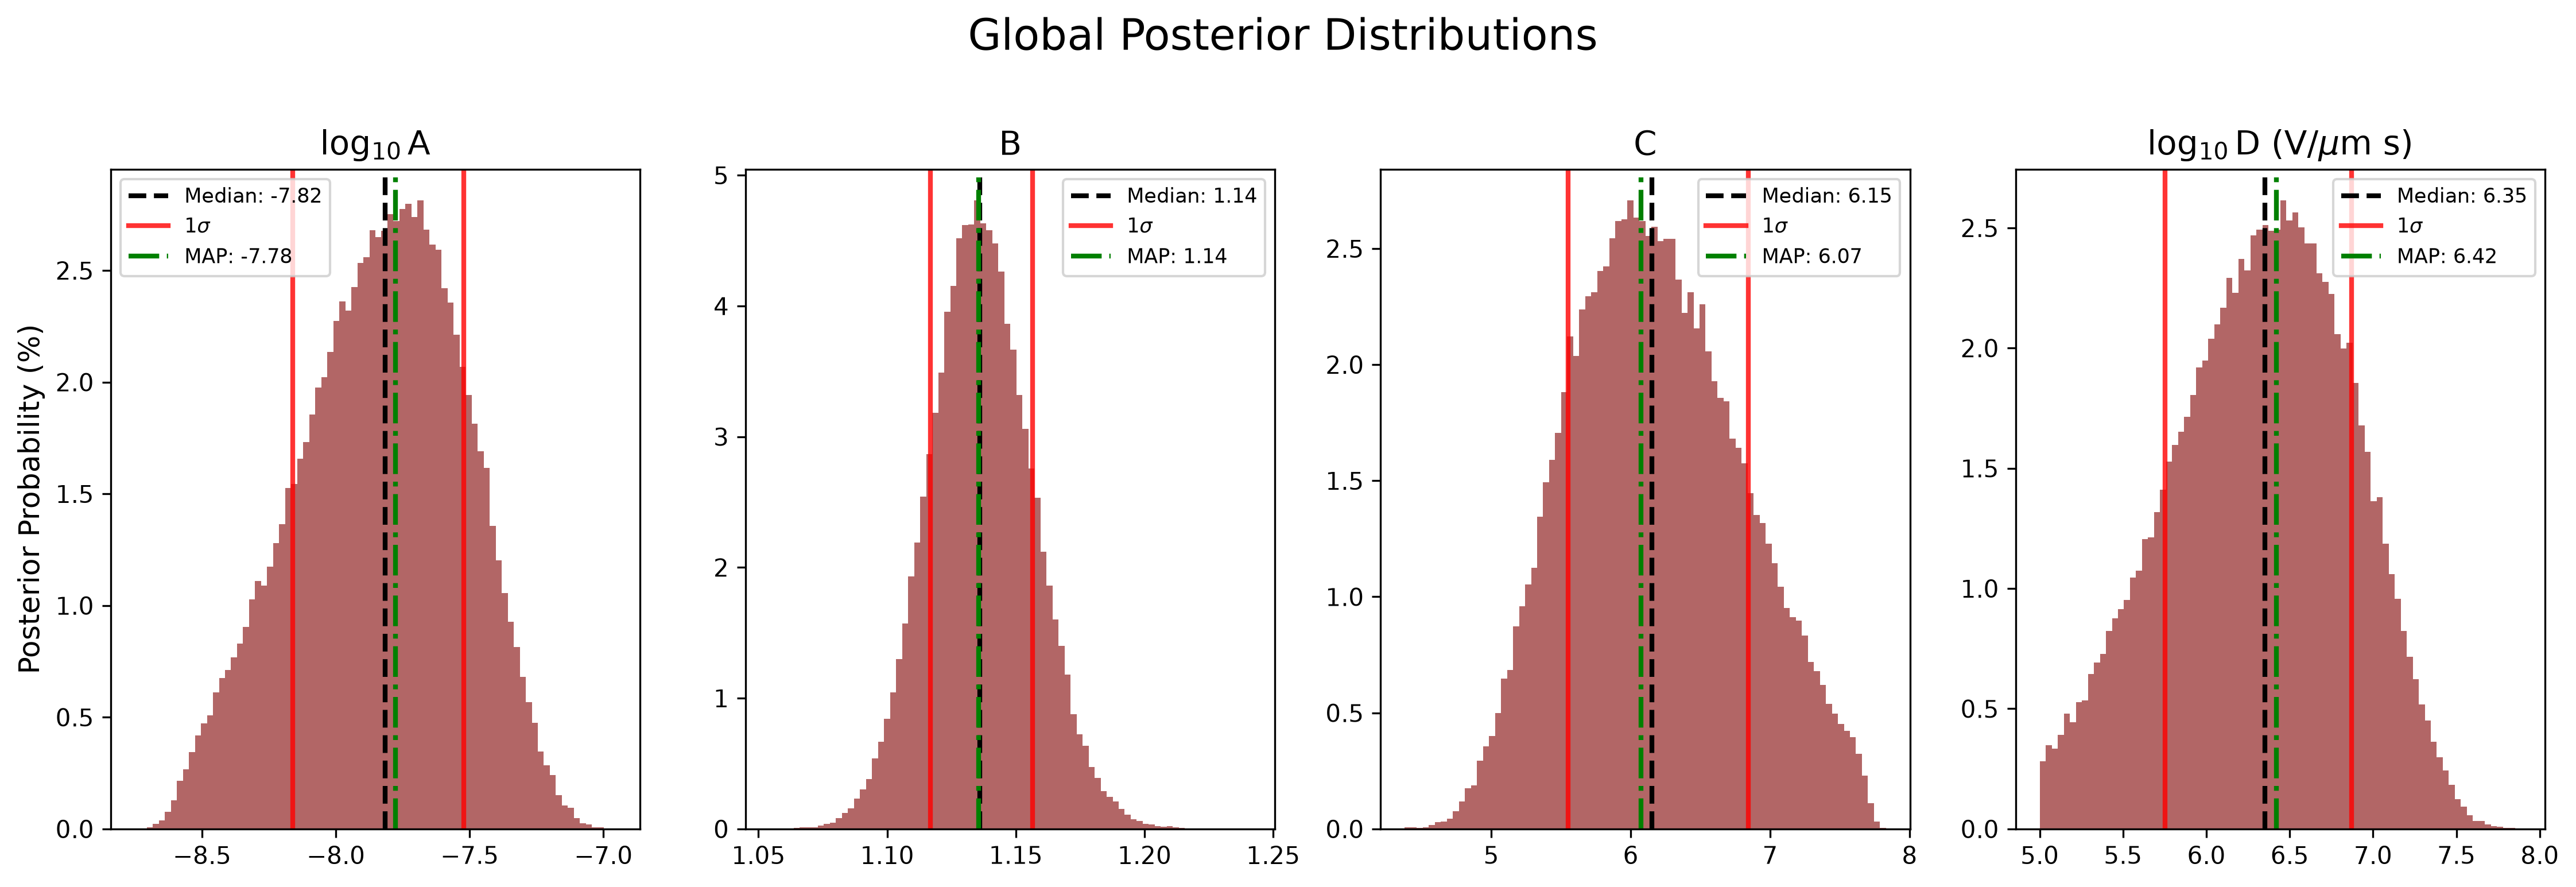 Global Posterior Distributions
log₁₀ A
B
C
log₁₀ D (V/μm s)
Posterior Probability (%)
Median: -7.82
1σ
MAP: -7.78
Median: 1.14
1σ
MAP: 1.14
Median: 6.15
1σ
MAP: 6.07
Median: 6.35
1σ
MAP: 6.42
2.5
2.0
1.5
1.0
0.5
0.0
−8.5 −8.0 −7.5 −7.0
5
4
3
2
1
0
1.05 1.10 1.15 1.20 1.25
2.5
2.0
1.5
1.0
0.5
0.0
5 6 7 8
2.5
2.0
1.5
1.0
0.5
0.0
5.0 5.5 6.0 6.5 7.0 7.5 8.0